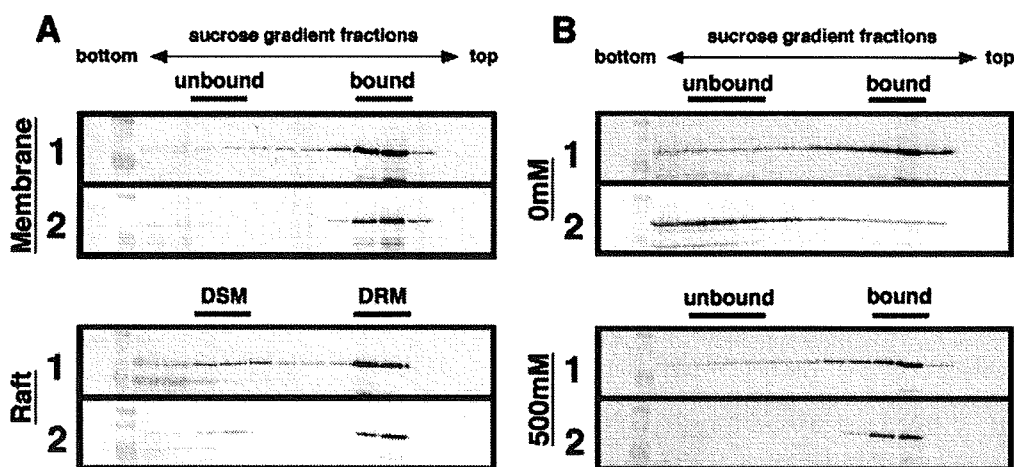 A
sucrose gradient fractions
bottom
top
unbound
bound
Membrane
1
2
DSM
DRM
Raft
1
2
B
sucrose gradient fractions
bottom
top
unbound
bound
0mM
1
2
unbound
bound
500mM
1
2